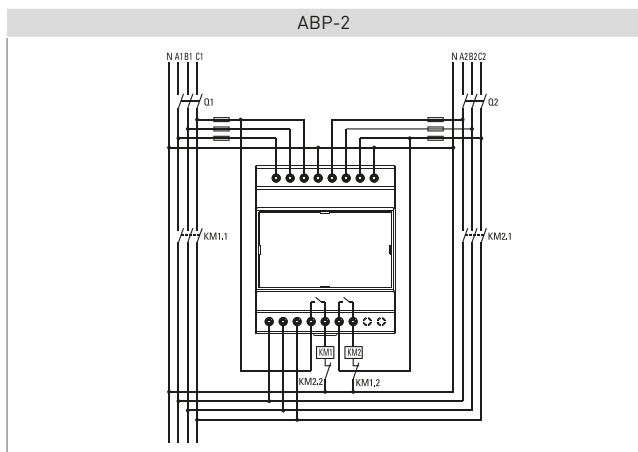 АВР-2
N A1 B1 C1
N A2 B2 C2
Q1
Q2
KM1.1
KM2.1
KM1
KM2
KM2.2
KM1.2